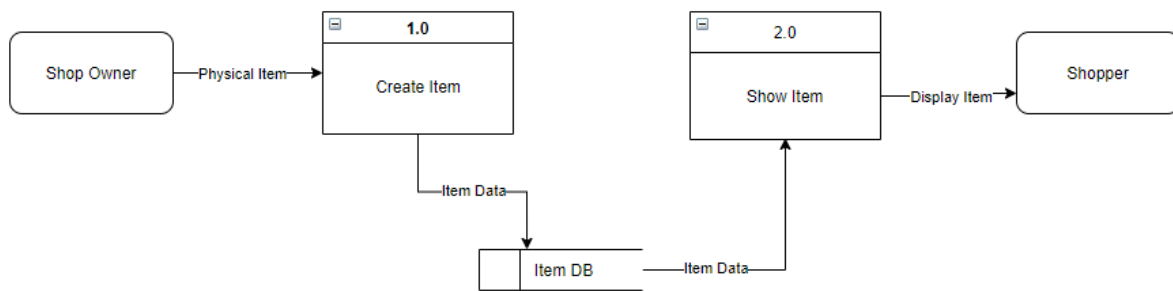 Shop Owner
Physical Item
1.0
Create Item
Item Data
Item DB
Item Data
2.0
Show Item
Display Item
Shopper